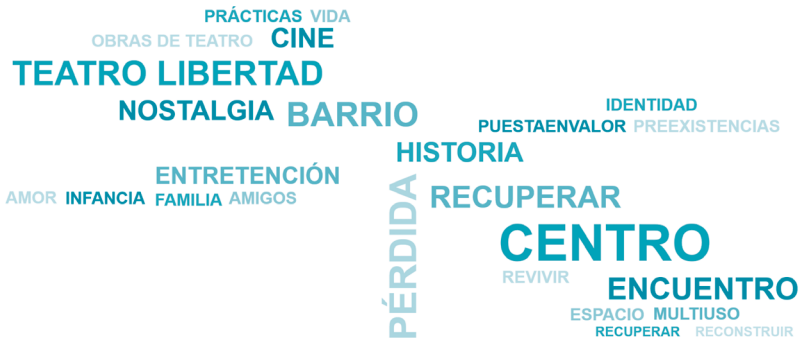 PRÁCTICAS VIDA
OBRAS DE TEATRO CINE
TEATRO LIBERTAD
NOSTALGIA BARRIO
IDENTIDAD
PUESTAENVALOR PREEXISTENCIAS
HISTORIA
ENTRETENCIÓN
AMOR INFANCIA FAMILIA AMIGOS
PÉRDIDA
RECUPERAR
CENTRO
REVIVIR
ENCUENTRO
ESPACIO MULTIUSO
RECUPERAR RECONSTRUIR